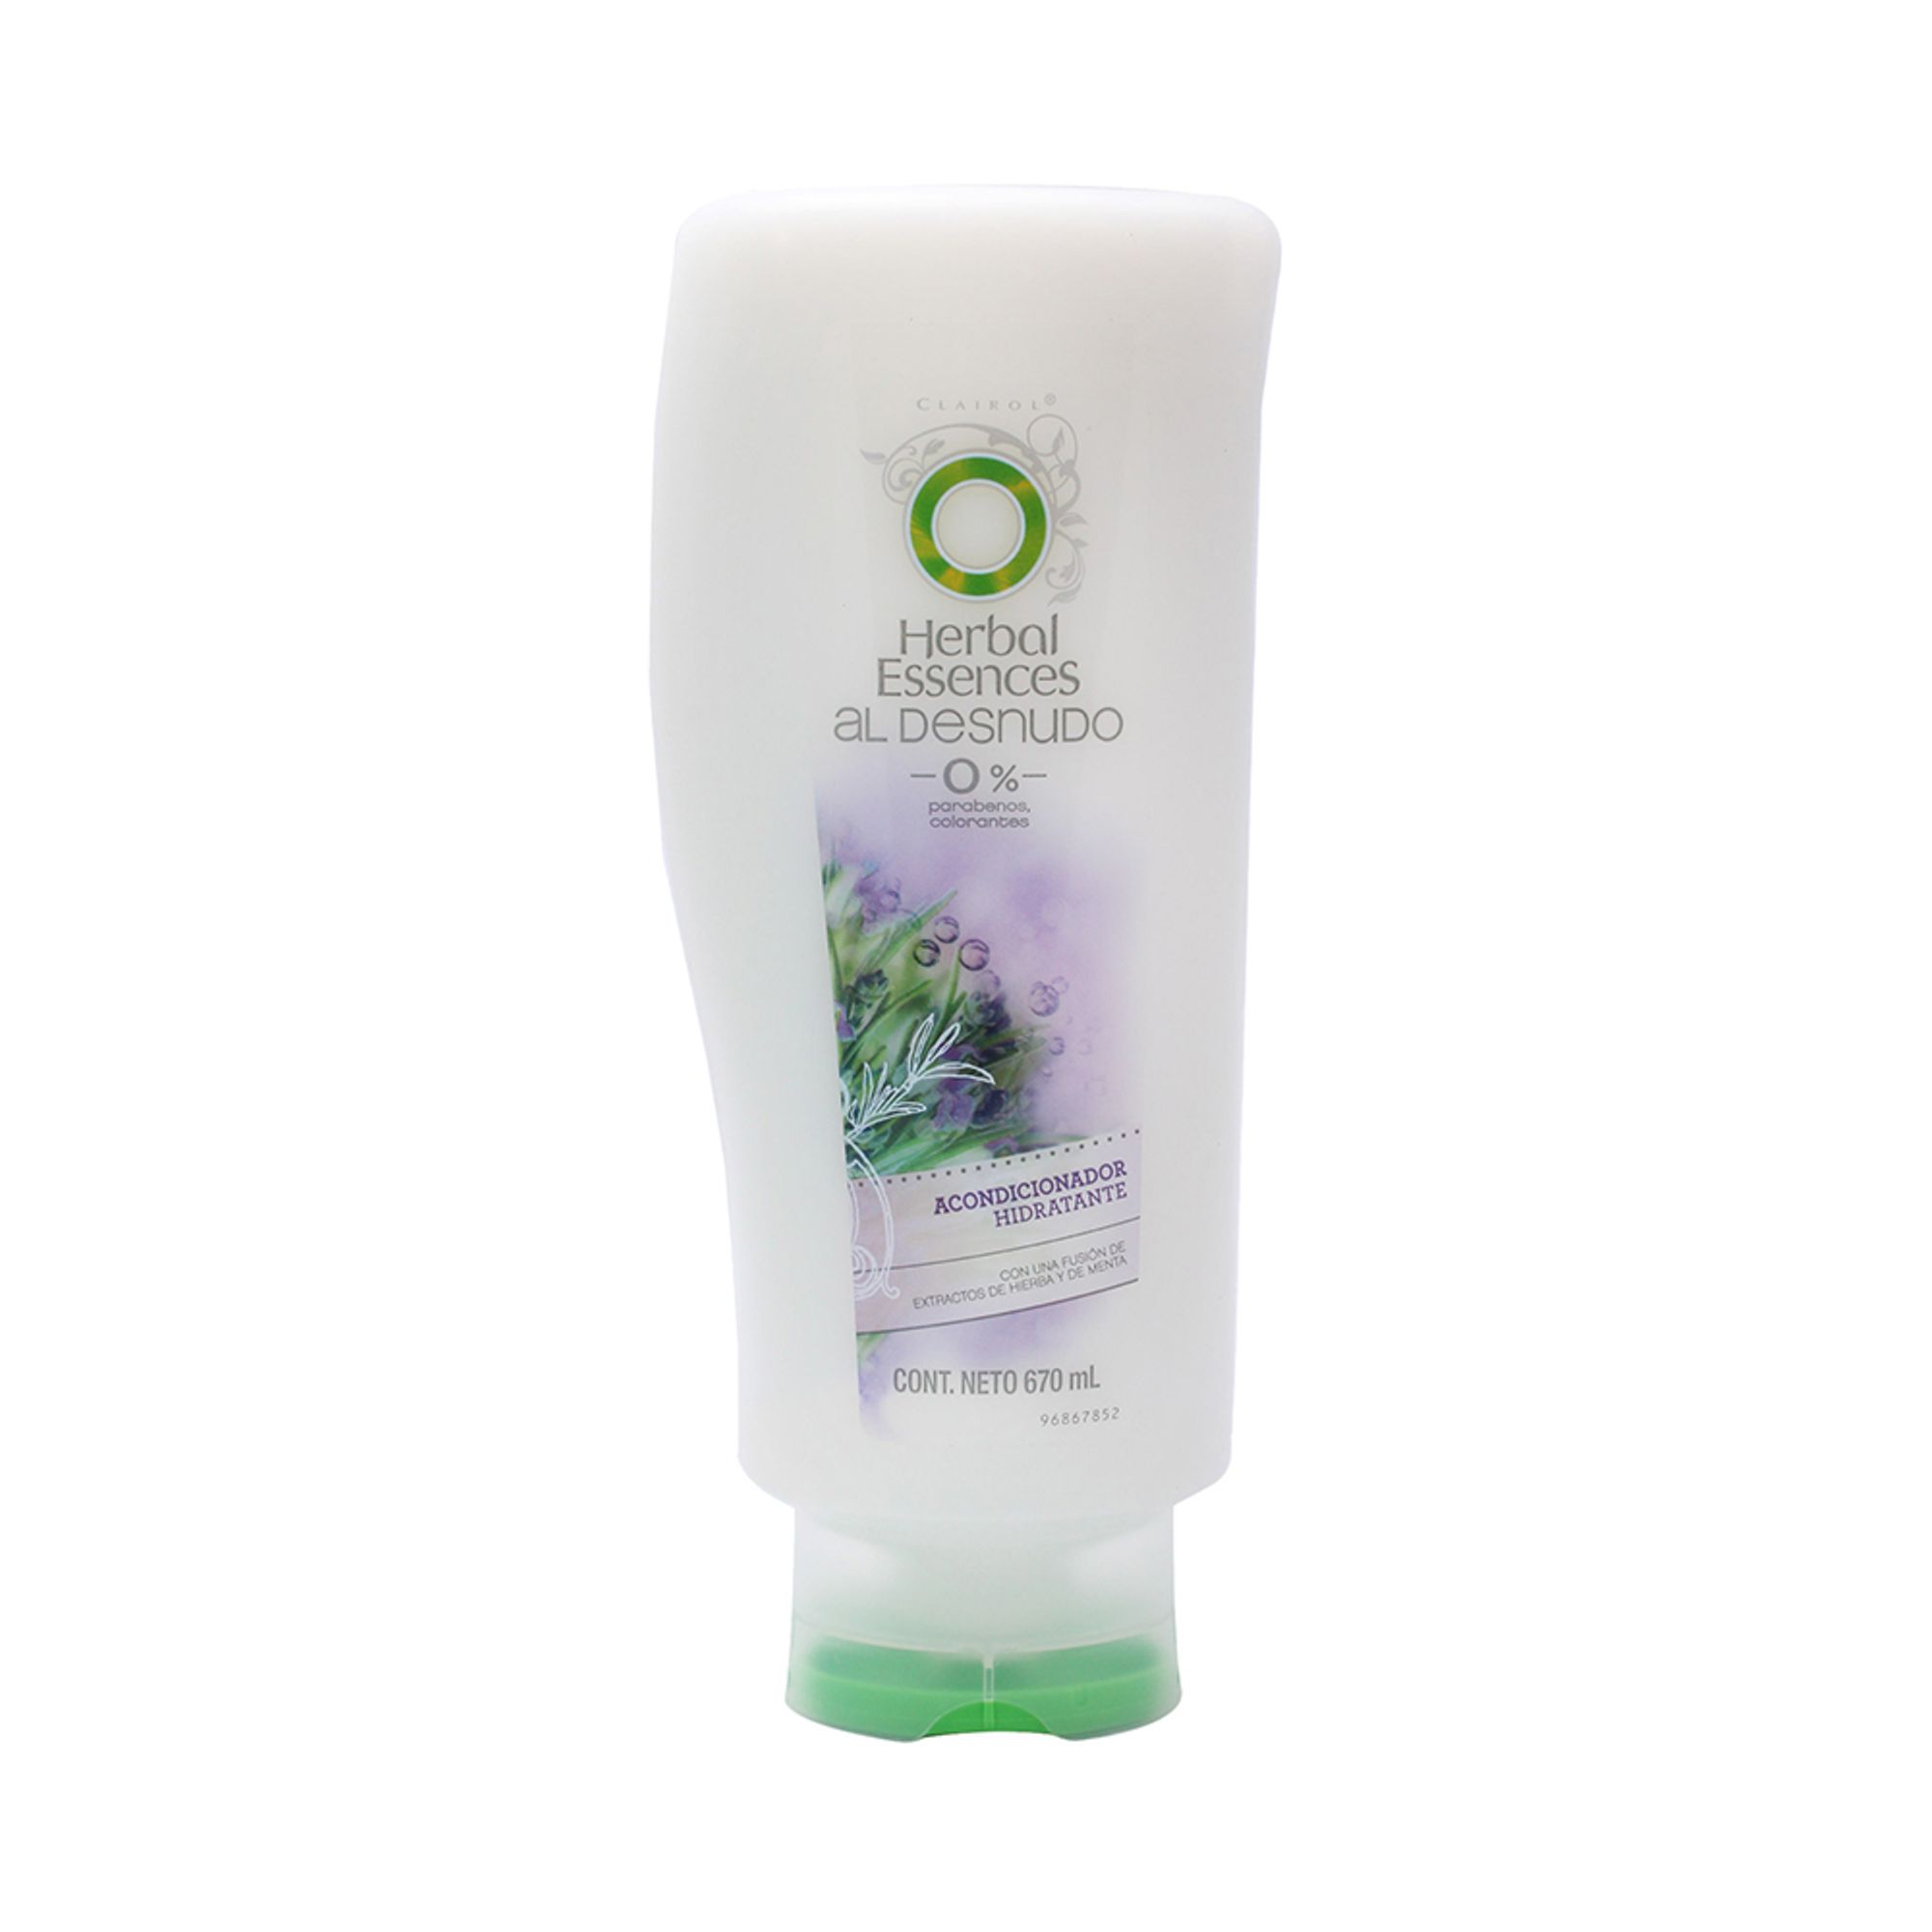 CLAIROL®
Herbal
Essences
al desnudo
-0%-
parabenos,
colorantes
ACONDICIONADOR
HIDRATANTE
CON UNA FUSIÓN DE
EXTRACTOS DE HIERBA Y DE MENTA
CONT. NETO 670 mL
96867852